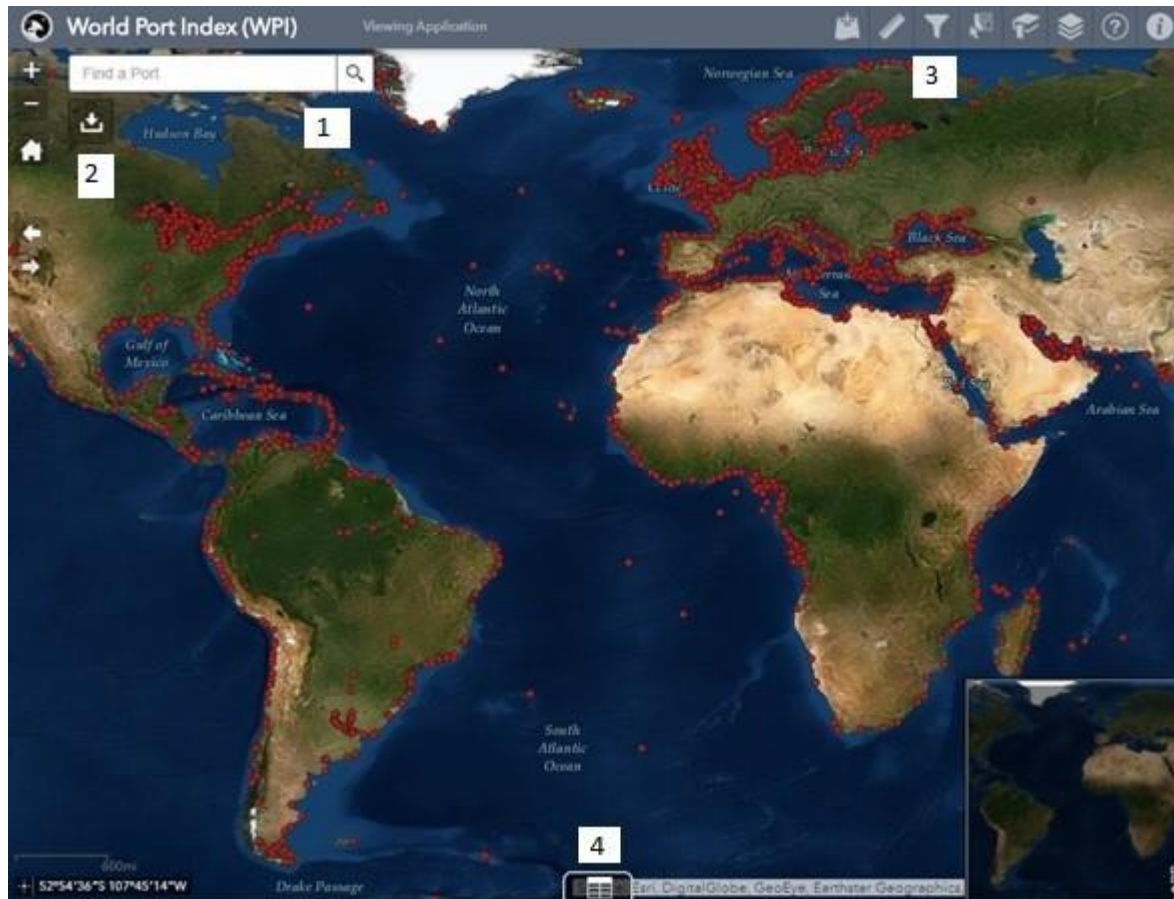 World Port Index (WPI)
Viewing Application
Find a Port
1
2
3
4
Hudson Bay
Norwegian Sea
Black Sea
North
Atlantic
Ocean
Sea
Gulf of
Mexico
Caribbean Sea
Arabian Sea
South
Atlantic
Ocean
600mi
52°54'36"S 107°45'14"W
Drake Passage
Esri, DigitalGlobe, GeoEye, Earthstar Geographics,